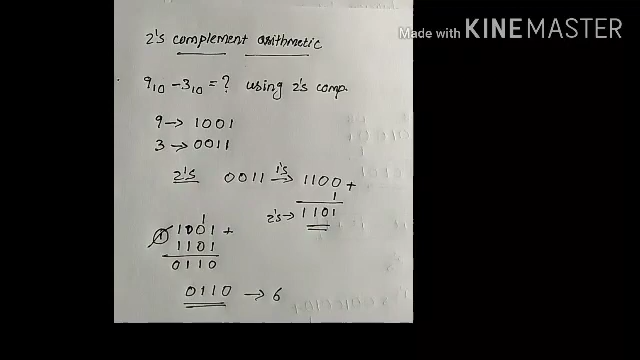 Made with KINEMASTER
2's complement arithmetic
9₁₀ - 3₁₀ = ? using 2's comp.
9 → 1001
3 → 0011
2's 0011 1's→ 1100 +
1
2's → 1101
1
1 1001 +
1101
0110
0110 → 6